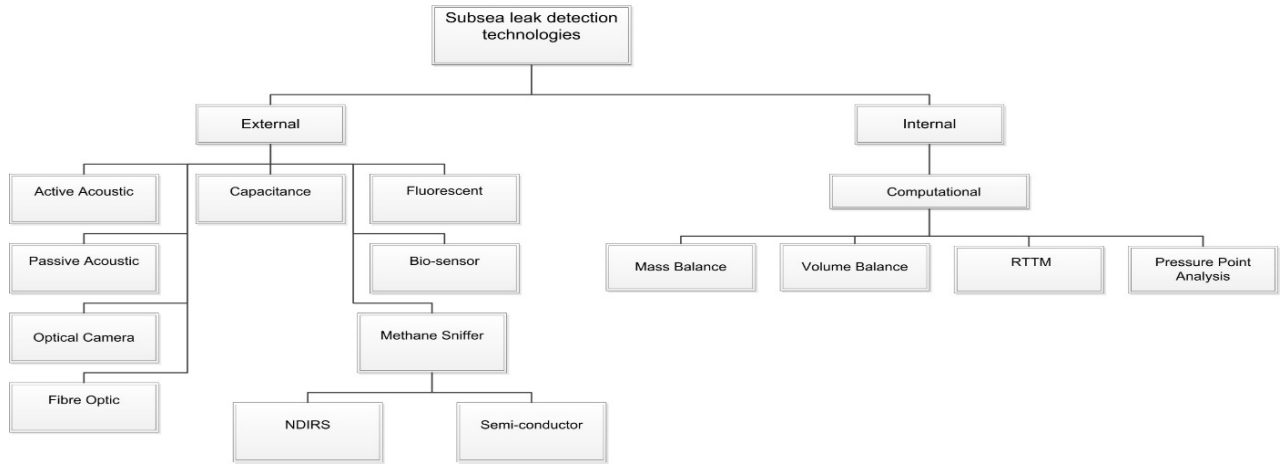 Subsea leak detection
technologies
External
Internal
Active Acoustic
Capacitance
Fluorescent
Computational
Passive Acoustic
Bio-sensor
Mass Balance
Volume Balance
RTTM
Pressure Point
Analysis
Optical Camera
Methane Sniffer
Fibre Optic
NDIRS
Semi-conductor